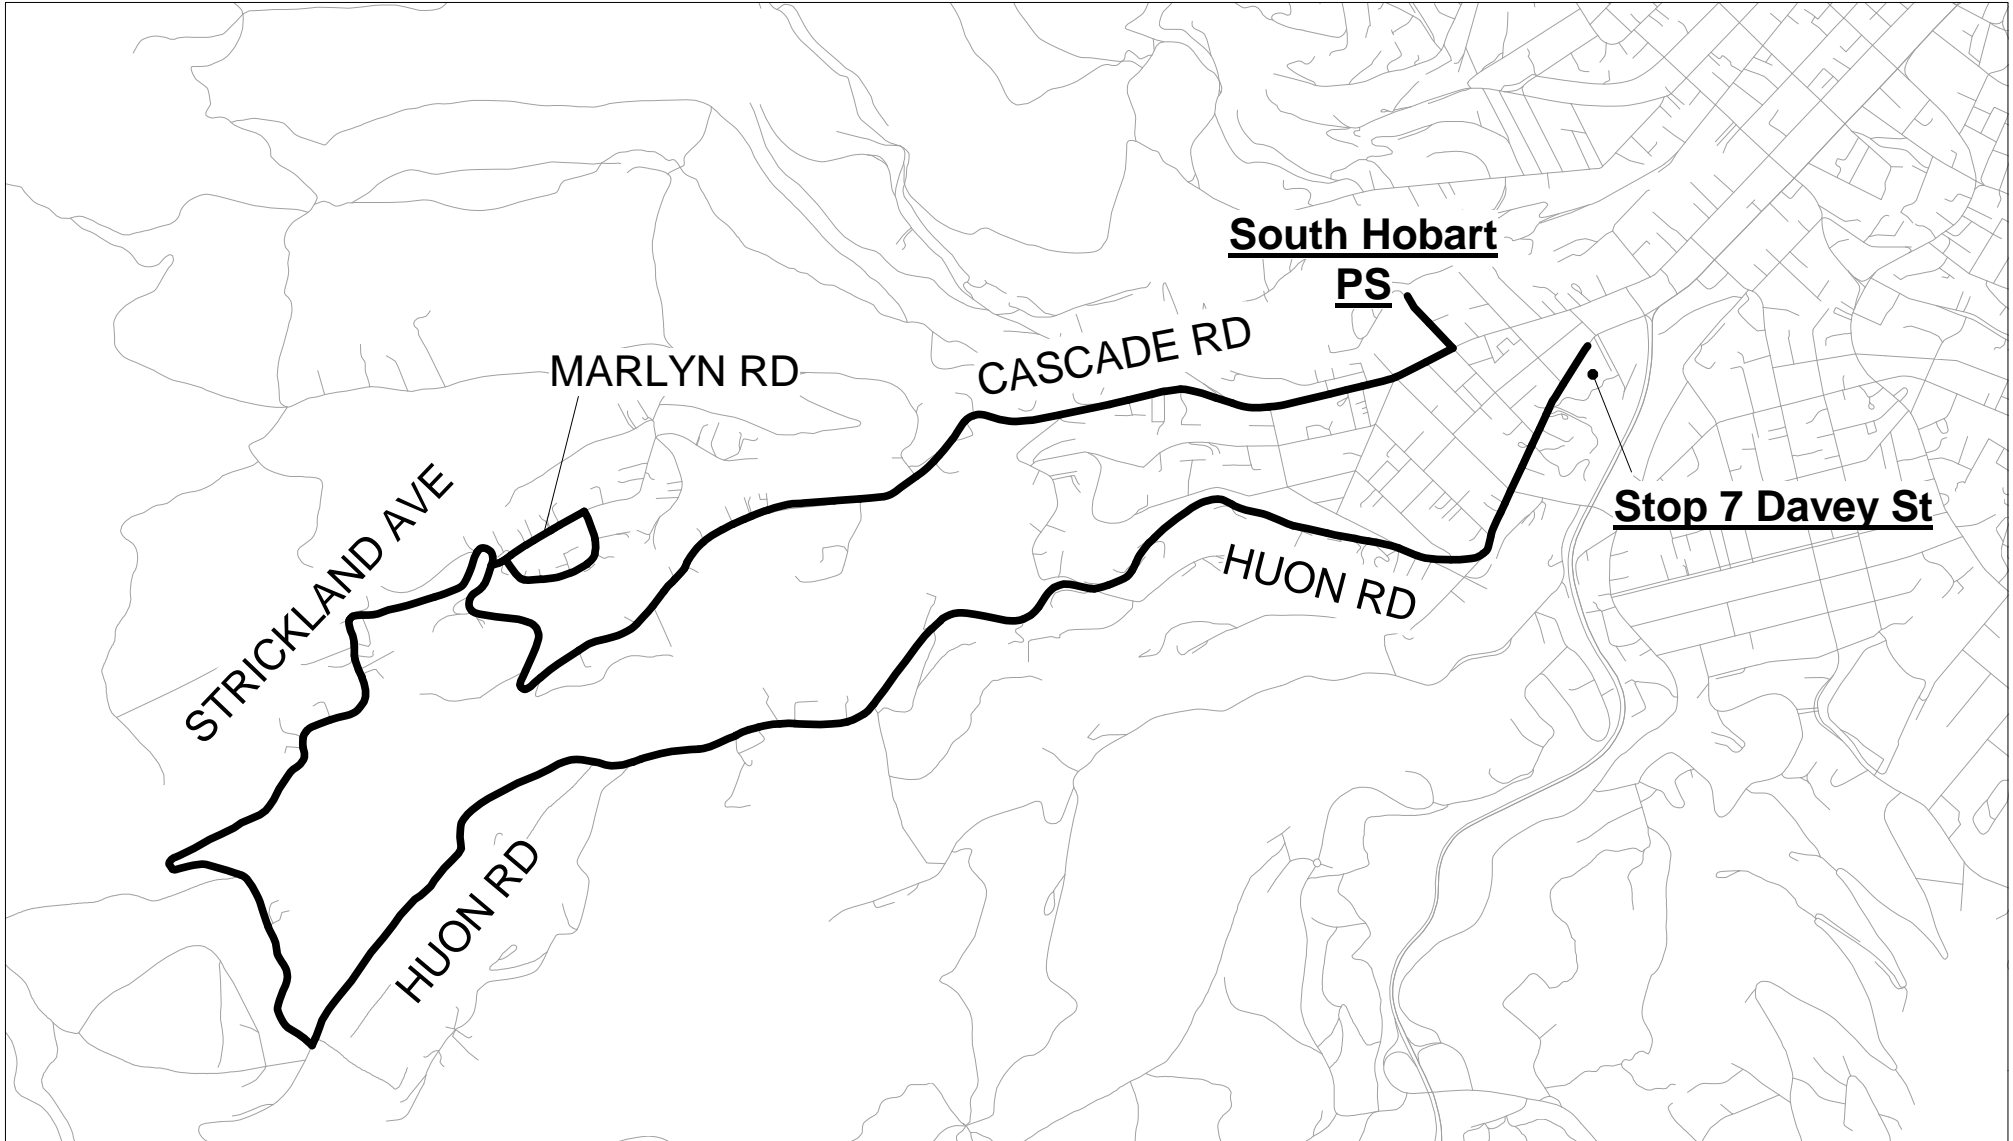 South Hobart
PS
CASCADE RD
MARLYN RD
STRICKLAND AVE
Stop 7 Davey St
HUON RD
HUON RD